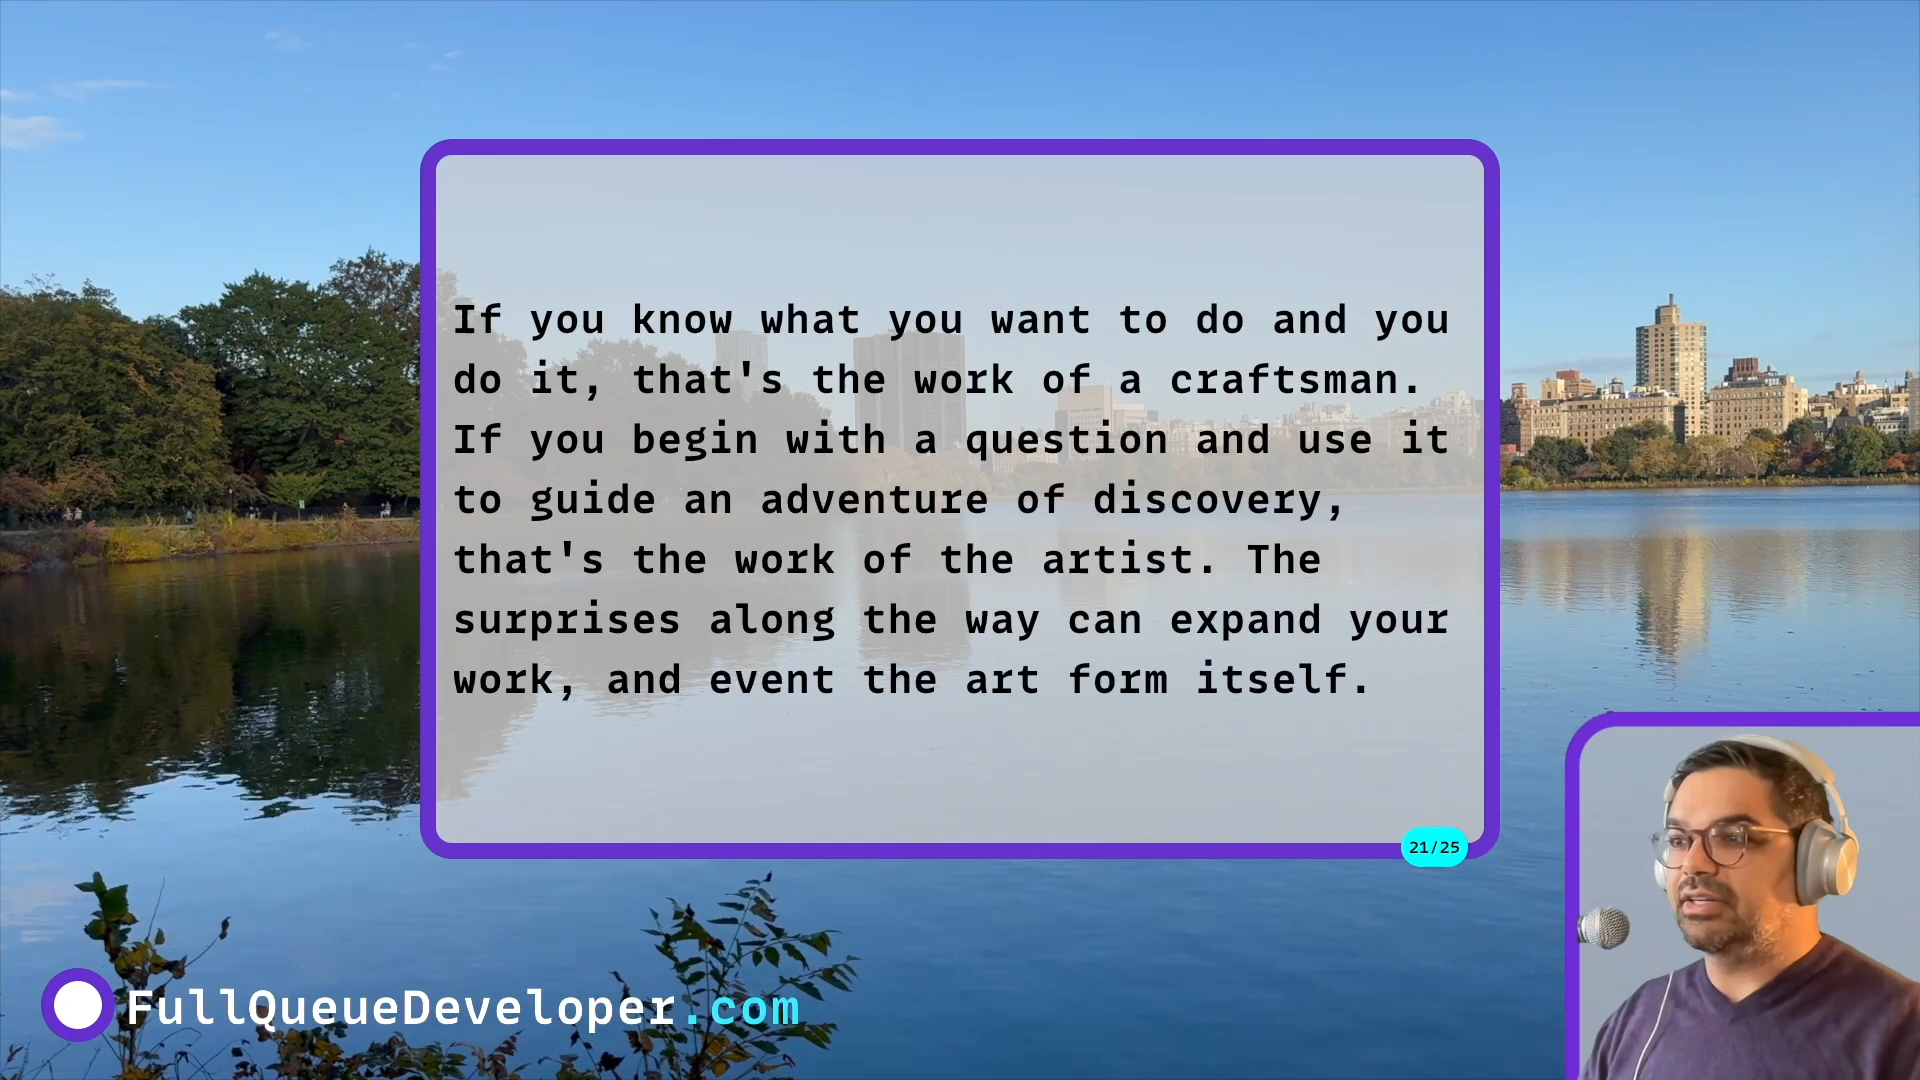 If you know what you want to do and you
do it, that's the work of a craftsman.
If you begin with a question and use it
to guide an adventure of discovery,
that's the work of the artist. The
surprises along the way can expand your
work, and event the art form itself.
21/25
FullQueueDeveloper.com